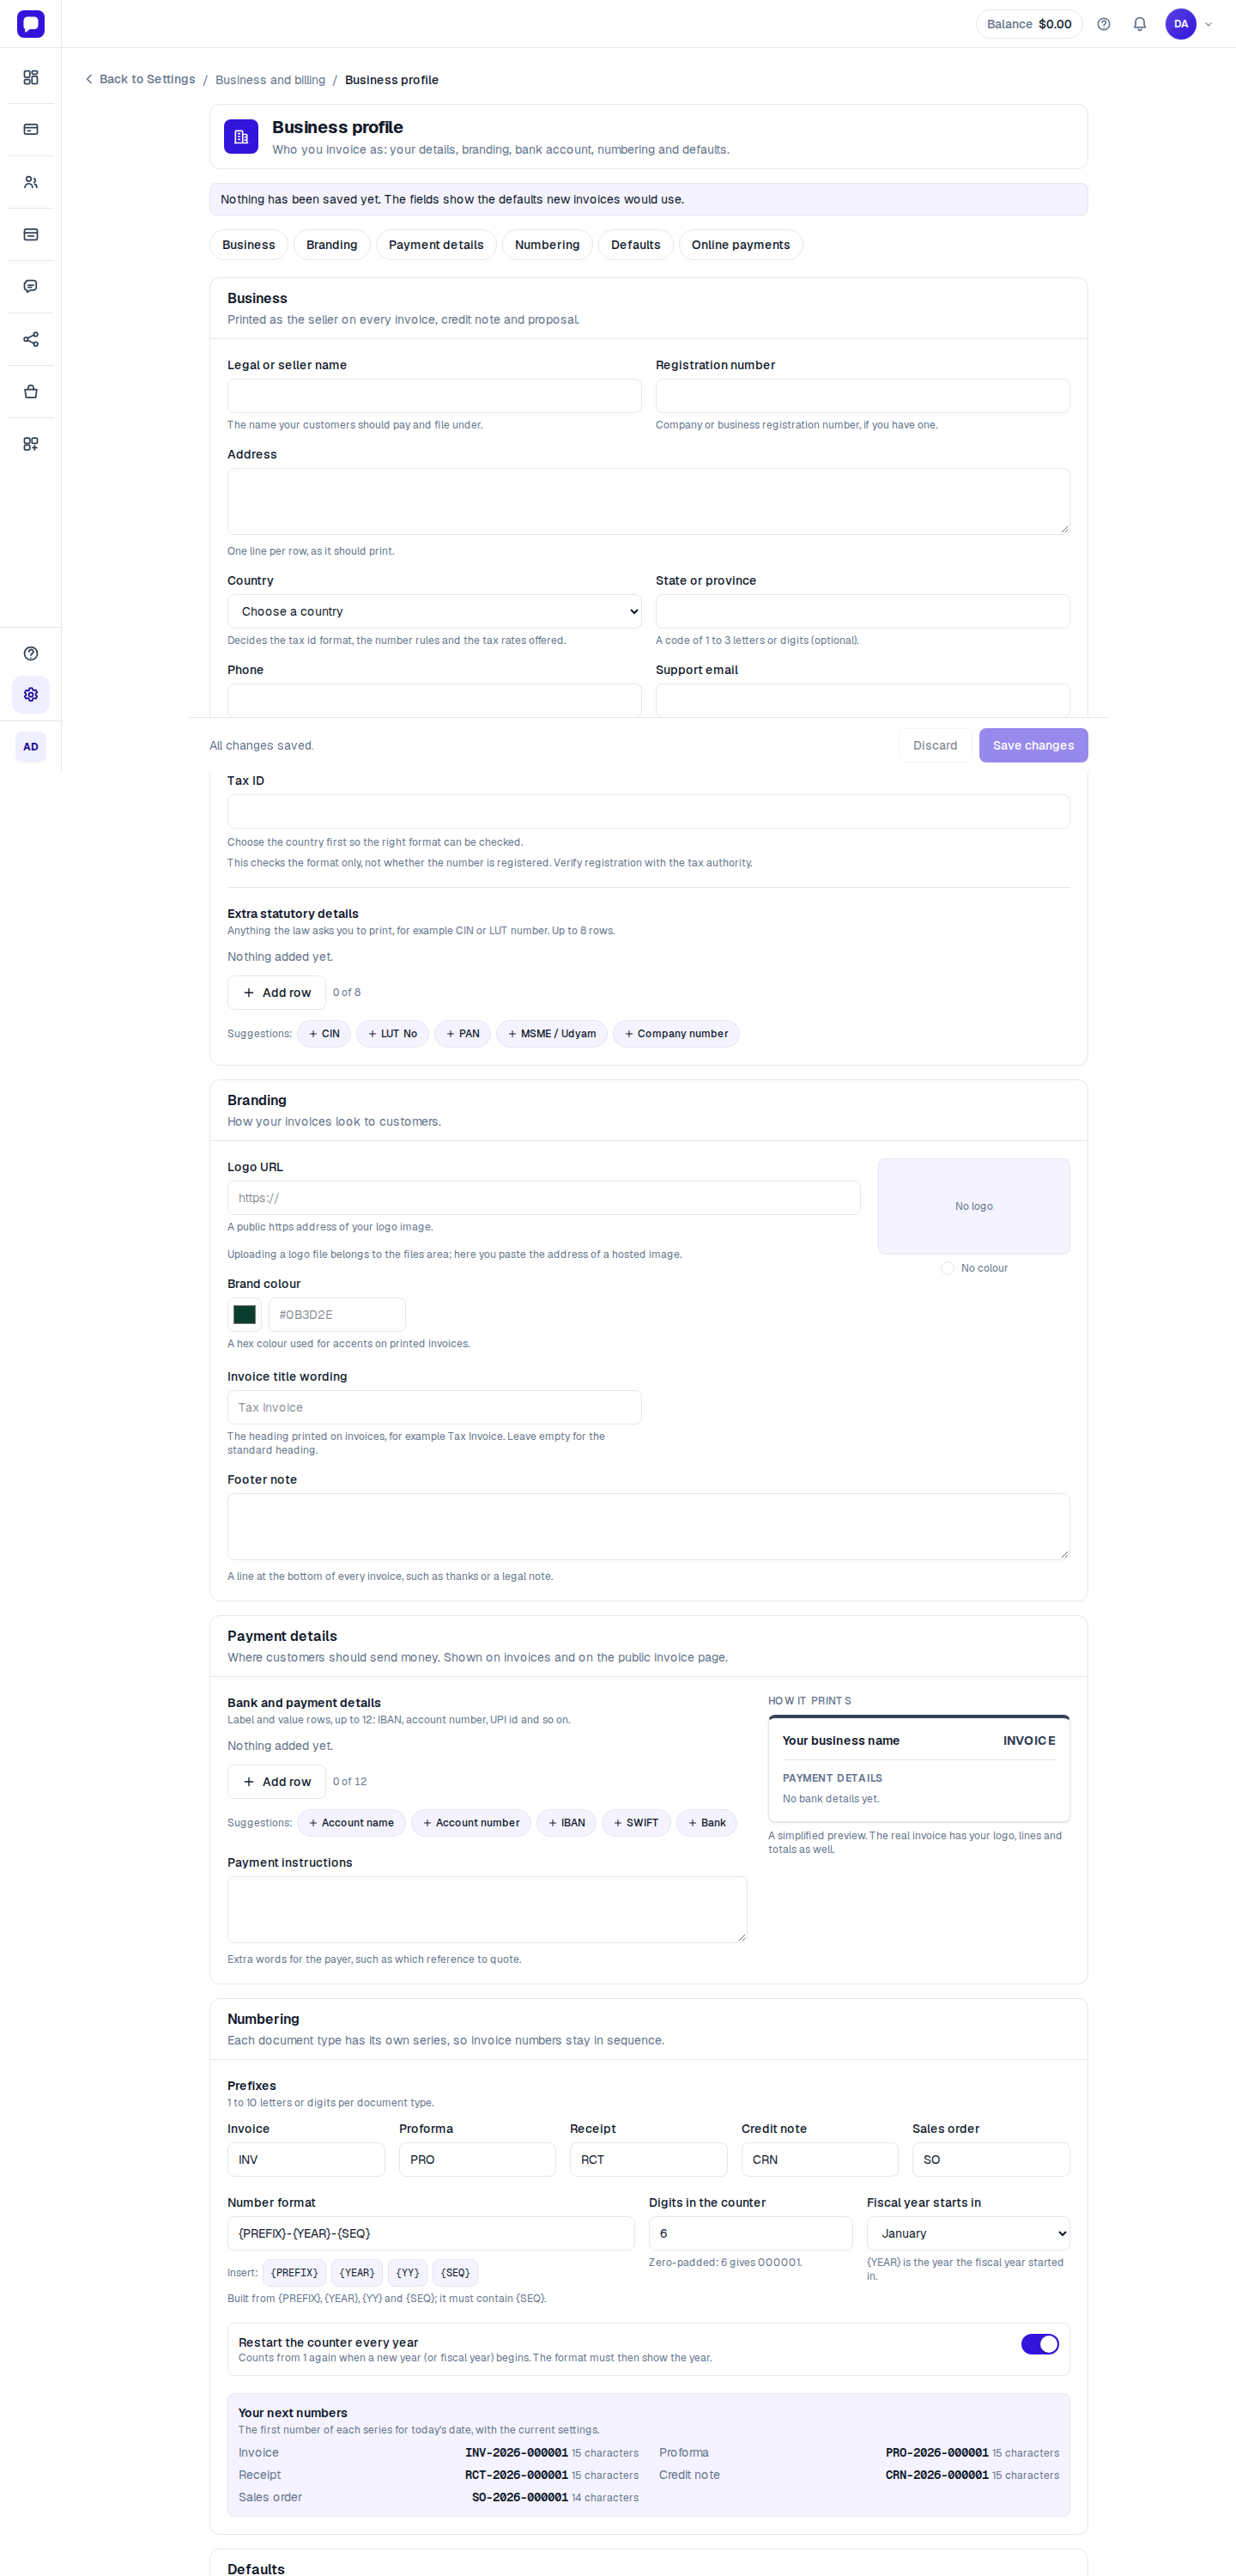 Balance $0.00
DA
Back to Settings / Business and billing / Business profile
Business profile
Who you invoice as: your details, branding, bank account, numbering and defaults.
Nothing has been saved yet. The fields show the defaults new invoices would use.
Business Branding Payment details Numbering Defaults Online payments
Business
Printed as the seller on every invoice, credit note and proposal.
Legal or seller name Registration number
The name your customers should pay and file under. Company or business registration number, if you have one.
Address
One line per row, as it should print.
Country State or province
Choose a country
Decides the tax id format, the number rules and the tax rates offered. A code of 1 to 3 letters or digits (optional).
Phone Support email
AD
All changes saved. Discard Save changes
Tax ID
Choose the country first so the right format can be checked.
This checks the format only, not whether the number is registered. Verify registration with the tax authority.
Extra statutory details
Anything the law asks you to print, for example CIN or LUT number. Up to 8 rows.
Nothing added yet.
+ Add row 0 of 8
Suggestions: + CIN + LUT No + PAN + MSME / Udyam + Company number
Branding
How your invoices look to customers.
Logo URL
https://
No logo
A public https address of your logo image.
Uploading a logo file belongs to the files area; here you paste the address of a hosted image.
No colour
Brand colour
#0B3D2E
A hex colour used for accents on printed invoices.
Invoice title wording
Tax Invoice
The heading printed on invoices, for example Tax Invoice. Leave empty for the
standard heading.
Footer note
A line at the bottom of every invoice, such as thanks or a legal note.
Payment details
Where customers should send money. Shown on invoices and on the public invoice page.
Bank and payment details
Label and value rows, up to 12: IBAN, account number, UPI id and so on.
Nothing added yet.
+ Add row 0 of 12
Suggestions: + Account name + Account number + IBAN + SWIFT + Bank
Payment instructions
Extra words for the payer, such as which reference to quote.
HOW IT PRINTS
Your business name INVOICE
PAYMENT DETAILS
No bank details yet.
A simplified preview. The real invoice has your logo, lines and
totals as well.
Numbering
Each document type has its own series, so invoice numbers stay in sequence.
Prefixes
1 to 10 letters or digits per document type.
Invoice Proforma Receipt Credit note Sales order
INV PRO RCT CRN SO
Number format Digits in the counter Fiscal year starts in
{PREFIX}-{YEAR}-{SEQ} 6 January
Insert: {PREFIX} {YEAR} {YY} {SEQ}
Zero-padded: 6 gives 000001.
{YEAR} is the year the fiscal year started
in.
Built from {PREFIX}, {YEAR}, {YY} and {SEQ}; it must contain {SEQ}.
Restart the counter every year
Counts from 1 again when a new year (or fiscal year) begins. The format must then show the year.
Your next numbers
The first number of each series for today's date, with the current settings.
Invoice INV-2026-000001 15 characters Proforma PRO-2026-000001 15 characters
Receipt RCT-2026-000001 15 characters Credit note CRN-2026-000001 15 characters
Sales order SO-2026-000001 14 characters
Defaults